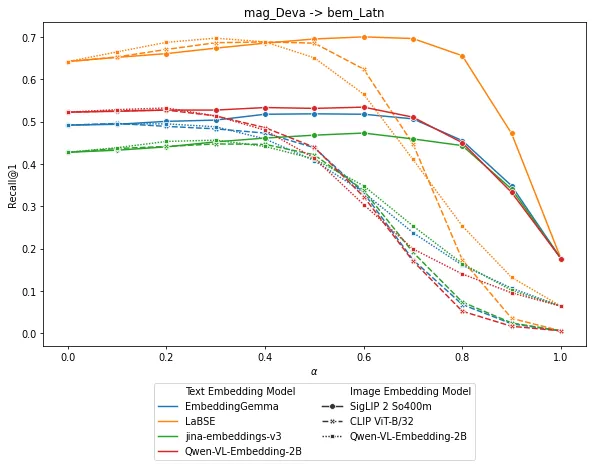 mag_Deva -> bem_Latn
0.7
0.6
0.5
0.4
0.3
0.2
0.1
0.0
Recall@1
0.0 0.2 0.4 0.6 0.8 1.0
α
Text Embedding Model Image Embedding Model
EmbeddingGemma SigLIP 2 So400m
LaBSE CLIP ViT-B/32
jina-embeddings-v3 Qwen-VL-Embedding-2B
Qwen-VL-Embedding-2B